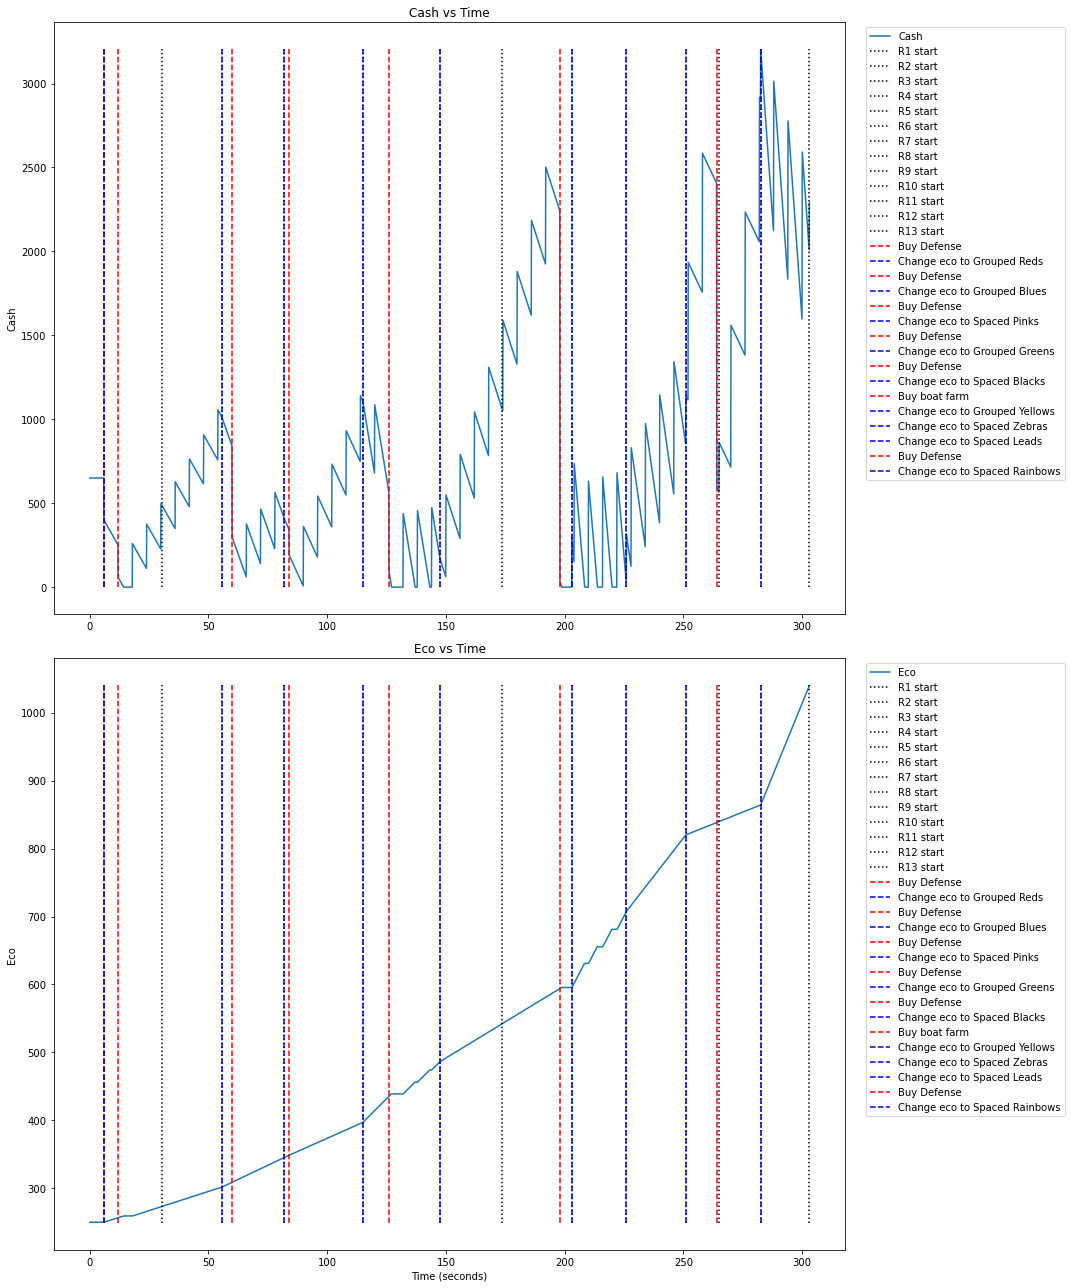 Cash vs Time
3000
2500
2000
1500
1000
500
0
Cash
0 50 100 150 200 250 300
Cash
R1 start
R2 start
R3 start
R4 start
R5 start
R6 start
R7 start
R8 start
R9 start
R10 start
R11 start
R12 start
R13 start
Buy Defense
Change eco to Grouped Reds
Buy Defense
Change eco to Grouped Blues
Buy Defense
Change eco to Spaced Pinks
Buy Defense
Change eco to Grouped Greens
Buy Defense
Change eco to Spaced Blacks
Buy boat farm
Change eco to Grouped Yellows
Change eco to Spaced Zebras
Change eco to Spaced Leads
Buy Defense
Change eco to Spaced Rainbows
Eco vs Time
1000
900
800
700
600
500
400
300
Eco
0 50 100 150 200 250 300
Time (seconds)
Eco
R1 start
R2 start
R3 start
R4 start
R5 start
R6 start
R7 start
R8 start
R9 start
R10 start
R11 start
R12 start
R13 start
Buy Defense
Change eco to Grouped Reds
Buy Defense
Change eco to Grouped Blues
Buy Defense
Change eco to Spaced Pinks
Buy Defense
Change eco to Grouped Greens
Buy Defense
Change eco to Spaced Blacks
Buy boat farm
Change eco to Grouped Yellows
Change eco to Spaced Zebras
Change eco to Spaced Leads
Buy Defense
Change eco to Spaced Rainbows